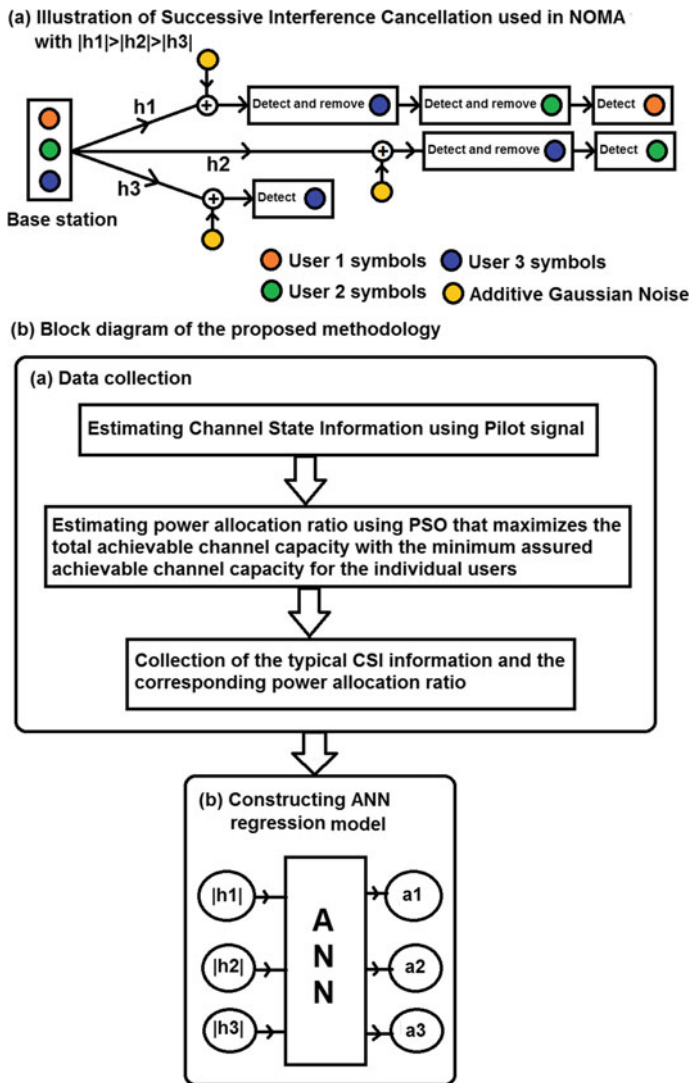 (a) Illustration of Successive Interference Cancellation used in NOMA
with |h1|>|h2|>|h3|
h1
Detect and remove
Detect and remove
Detect
h2
Detect and remove
Detect
h3
Detect
Base station
User 1 symbols
User 3 symbols
User 2 symbols
Additive Gaussian Noise
(b) Block diagram of the proposed methodology
(a) Data collection
Estimating Channel State Information using Pilot signal
Estimating power allocation ratio using PSO that maximizes the
total achievable channel capacity with the minimum assured
achievable channel capacity for the individual users
Collection of the typical CSI information and the
corresponding power allocation ratio
(b) Constructing ANN
regression model
|h1|
a1
A
N
N
|h2|
a2
|h3|
a3